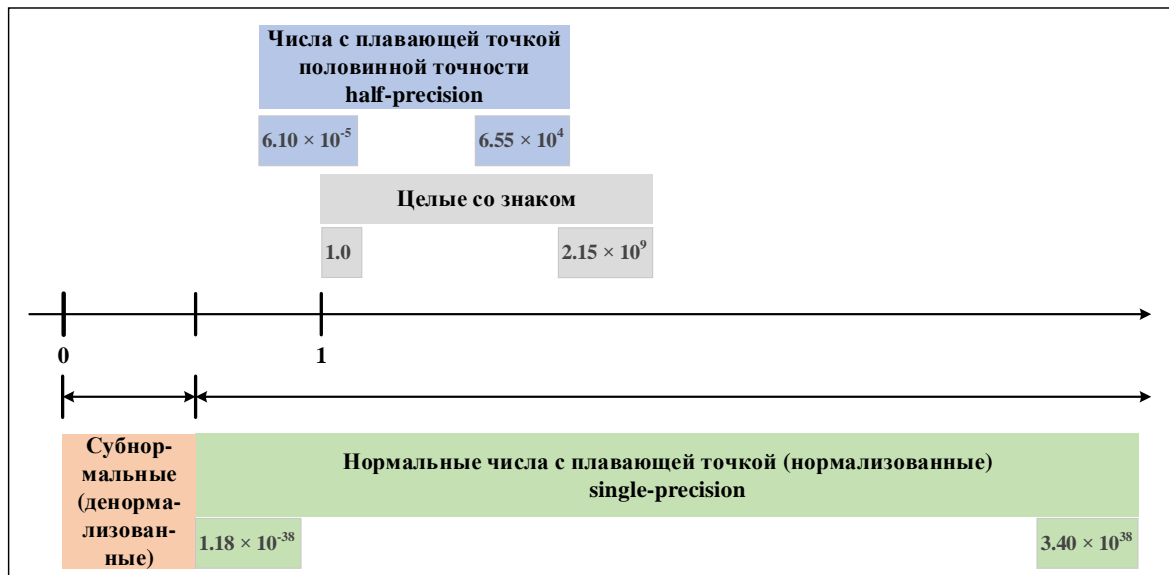 Числа с плавающей точкой
половинной точности
half-precision
6.10 × 10⁻⁵
6.55 × 10⁴
Целые со знаком
1.0
2.15 × 10⁹
0
1
Субнор-
мальные
(денорма-
лизован-
ные)
Нормальные числа с плавающей точкой (нормализованные)
single-precision
1.18 × 10⁻³⁸
3.40 × 10³⁸